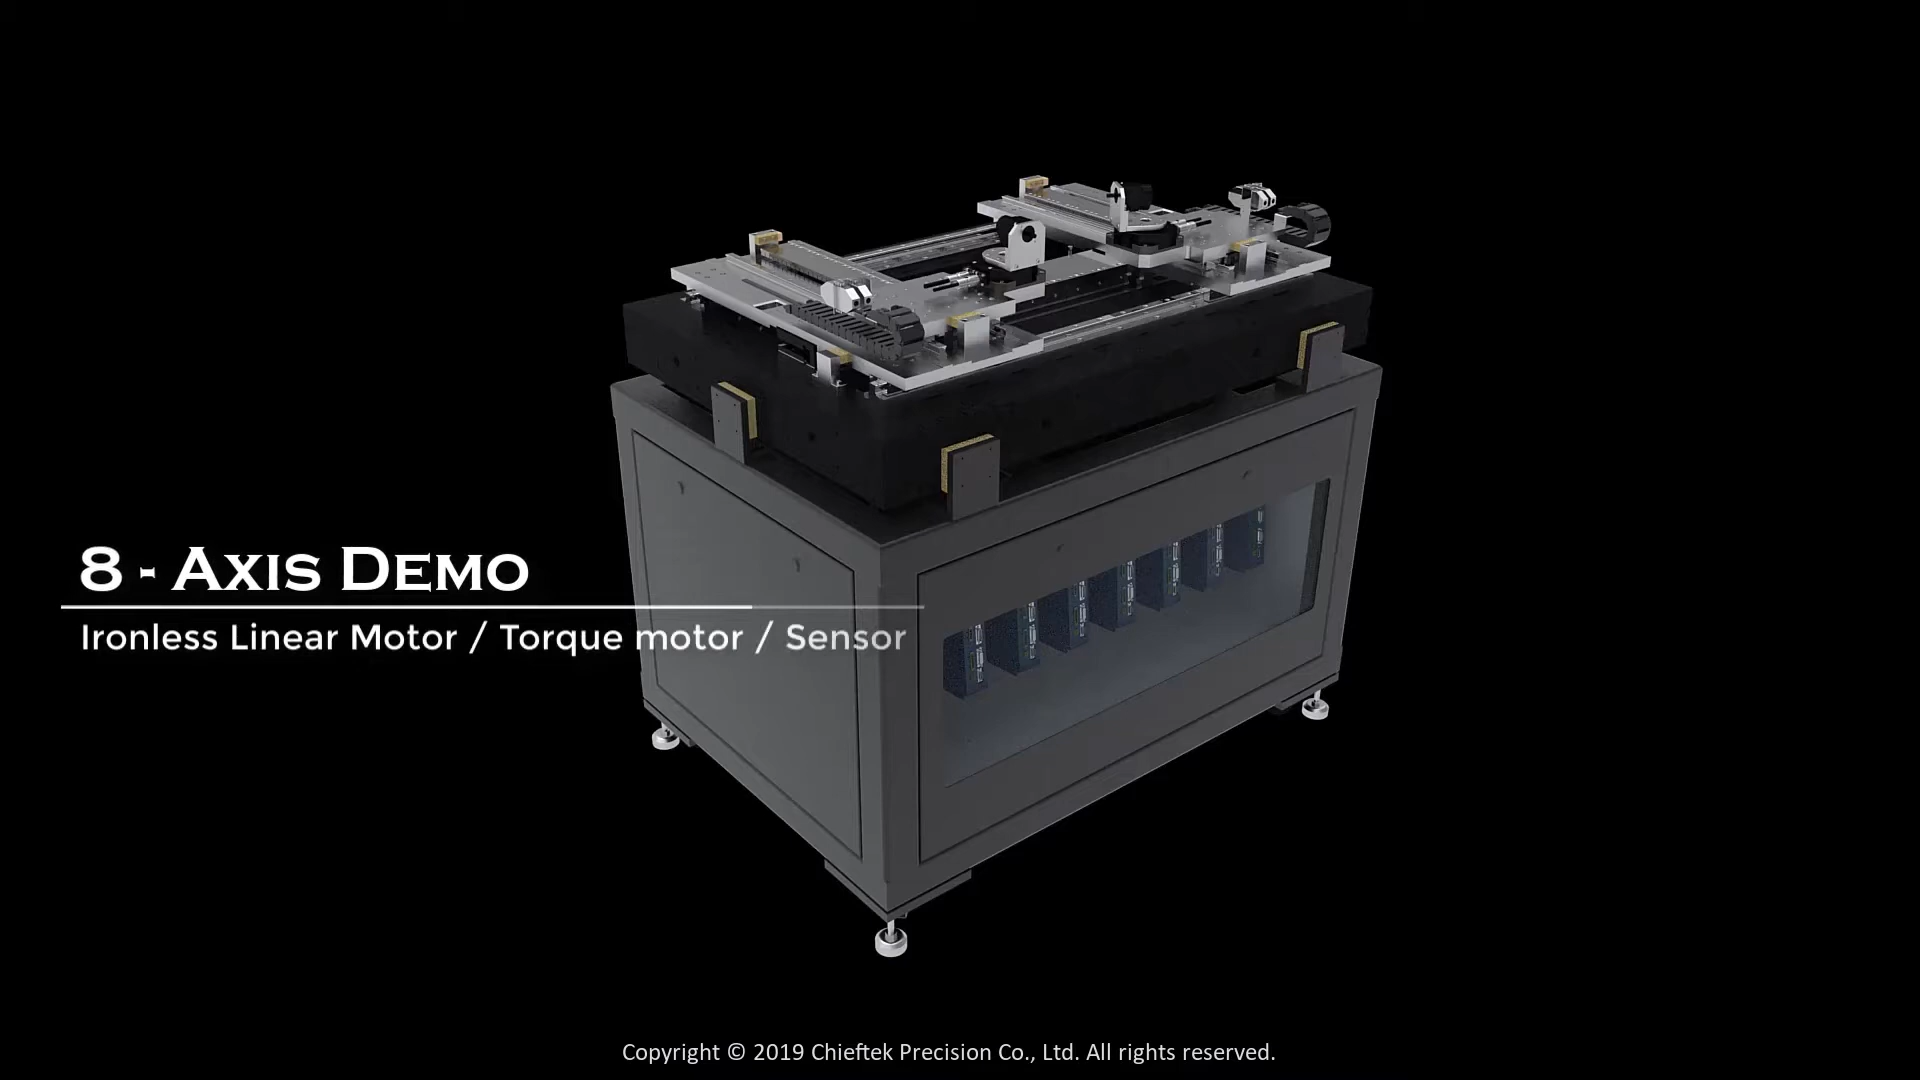 8 - Axis Demo
Ironless Linear Motor / Torque motor / Sensor
Copyright © 2019 Chieftek Precision Co., Ltd. All rights reserved.